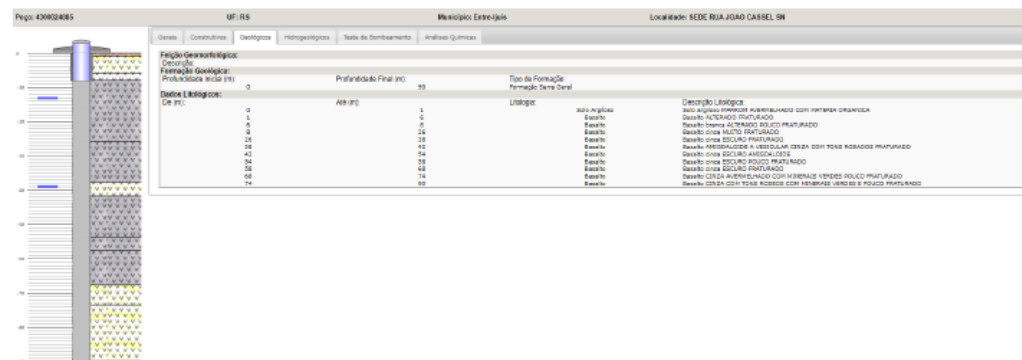 Poço: 4300024805 UF: RS Município: Entre-Ijuís Localidade: SEDE RUA JOAO CASSEL SN
Gerais Construtivos Geológicos Hidrogeológicos Teste de Bombeamento Análises Químicas
Feição Geomorfológica:
Descrição:
Formação Geológica:
Profundidade Inicial (m): Profundidade Final (m): Tipo de Formação:
0 90 Formação Serra Geral
Dados Litológicos:
De (m): Até (m): Litologia: Descrição Litológica:
0 1 Solo Argiloso Solo argiloso MARROM AVERMELHADO COM MATERIA ORGANICA
1 6 Basalto Basalto ALTERADO FRATURADO
6 8 Basalto Basalto branca ALTERADO POUCO FRATURADO
8 26 Basalto Basalto cinza MUITO FRATURADO
26 38 Basalto Basalto cinza ESCURO FRATURADO
38 42 Basalto Basalto AMIGDALOIDE A VESICULAR CINZA COM TONS ROSADOS FRATURADO
42 54 Basalto Basalto cinza ESCURO AMIGDALOIDE
54 58 Basalto Basalto cinza ESCURO POUCO FRATURADO
58 68 Basalto Basalto cinza ESCURO FRATURADO
68 74 Basalto Basalto CINZA AVERMELHADO COM MINERAIS VERDES POUCO FRATURADO
74 90 Basalto Basalto CINZA COM TONS ROSEOS COM MINERAIS VERDES E POUCO FRATURADO